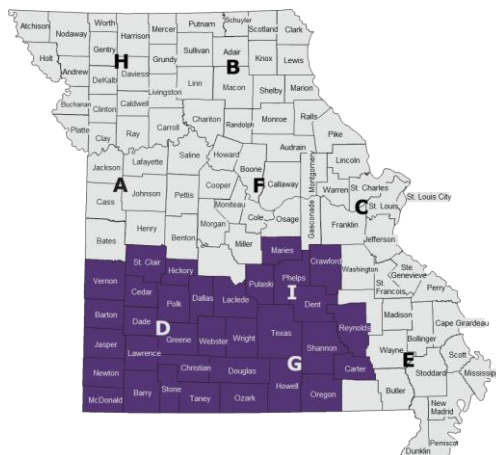 Atchison
Nodaway
Worth
Harrison
Mercer
Putnam
Schuyler
Scotland
Clark
Holt
Gentry
Sullivan
Adair
Knox
Lewis
Andrew
H
Grundy
B
DeKalb
Daviess
Linn
Macon
Shelby
Marion
Buchanan
Clinton
Caldwell
Livingston
Chariton
Randolph
Monroe
Ralls
Platte
Clay
Ray
Carroll
Pike
Saline
Howard
Audrain
Jackson
Lafayette
Boone
Montgomery
Lincoln
A
Johnson
Pettis
Cooper
F
Callaway
Warren
St. Charles
St. Louis City
Cass
Moniteau
C
St. Louis
Henry
Morgan
Cole
Osage
Gasconade
Franklin
Bates
Benton
Miller
Jefferson
St. Clair
Hickory
Maries
Crawford
Washington
Ste. Genevieve
Vernon
Cedar
Polk
Dallas
Laclede
Pulaski
Phelps
I
Dent
St. Francois
Perry
Barton
Dade
D
Greene
Webster
Wright
Texas
Reynolds
Madison
Bollinger
Cape Girardeau
Jasper
Lawrence
Shannon
Wayne
E
Scott
Newton
Christian
Douglas
G
Carter
Stoddard
Mississippi
McDonald
Barry
Stone
Taney
Ozark
Howell
Oregon
Butler
New Madrid
Pemiscot
Dunklin